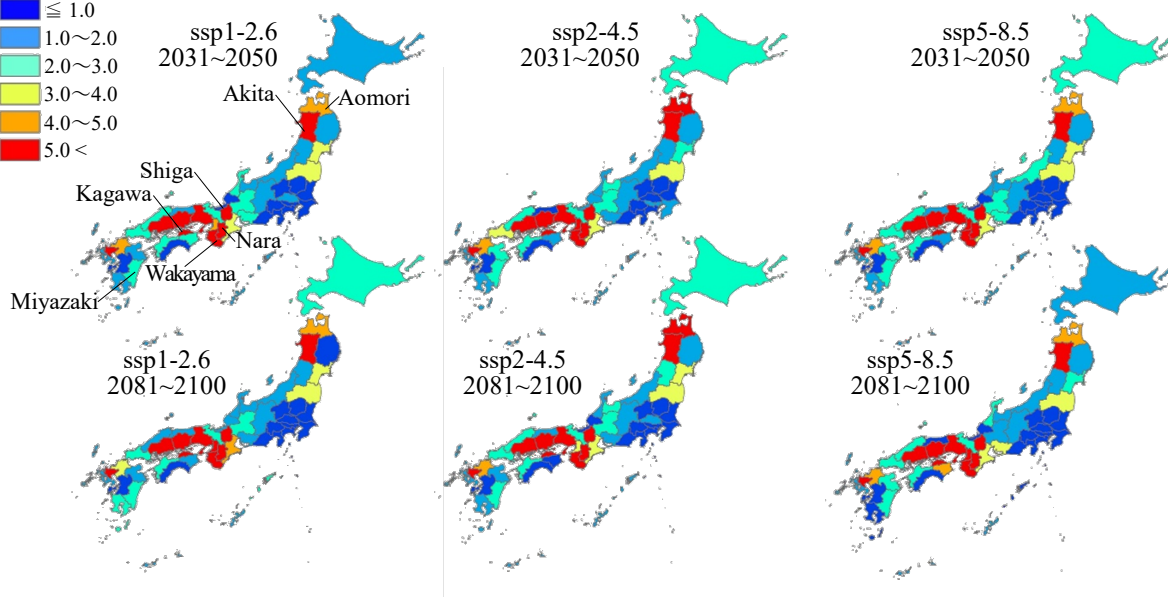 ≦ 1.0
1.0～2.0
2.0～3.0
3.0～4.0
4.0～5.0
5.0 <
ssp1-2.6
2031~2050
ssp2-4.5
2031~2050
ssp5-8.5
2031~2050
Akita
Aomori
Shiga
Kagawa
Nara
Wakayama
Miyazaki
ssp1-2.6
2081~2100
ssp2-4.5
2081~2100
ssp5-8.5
2081~2100